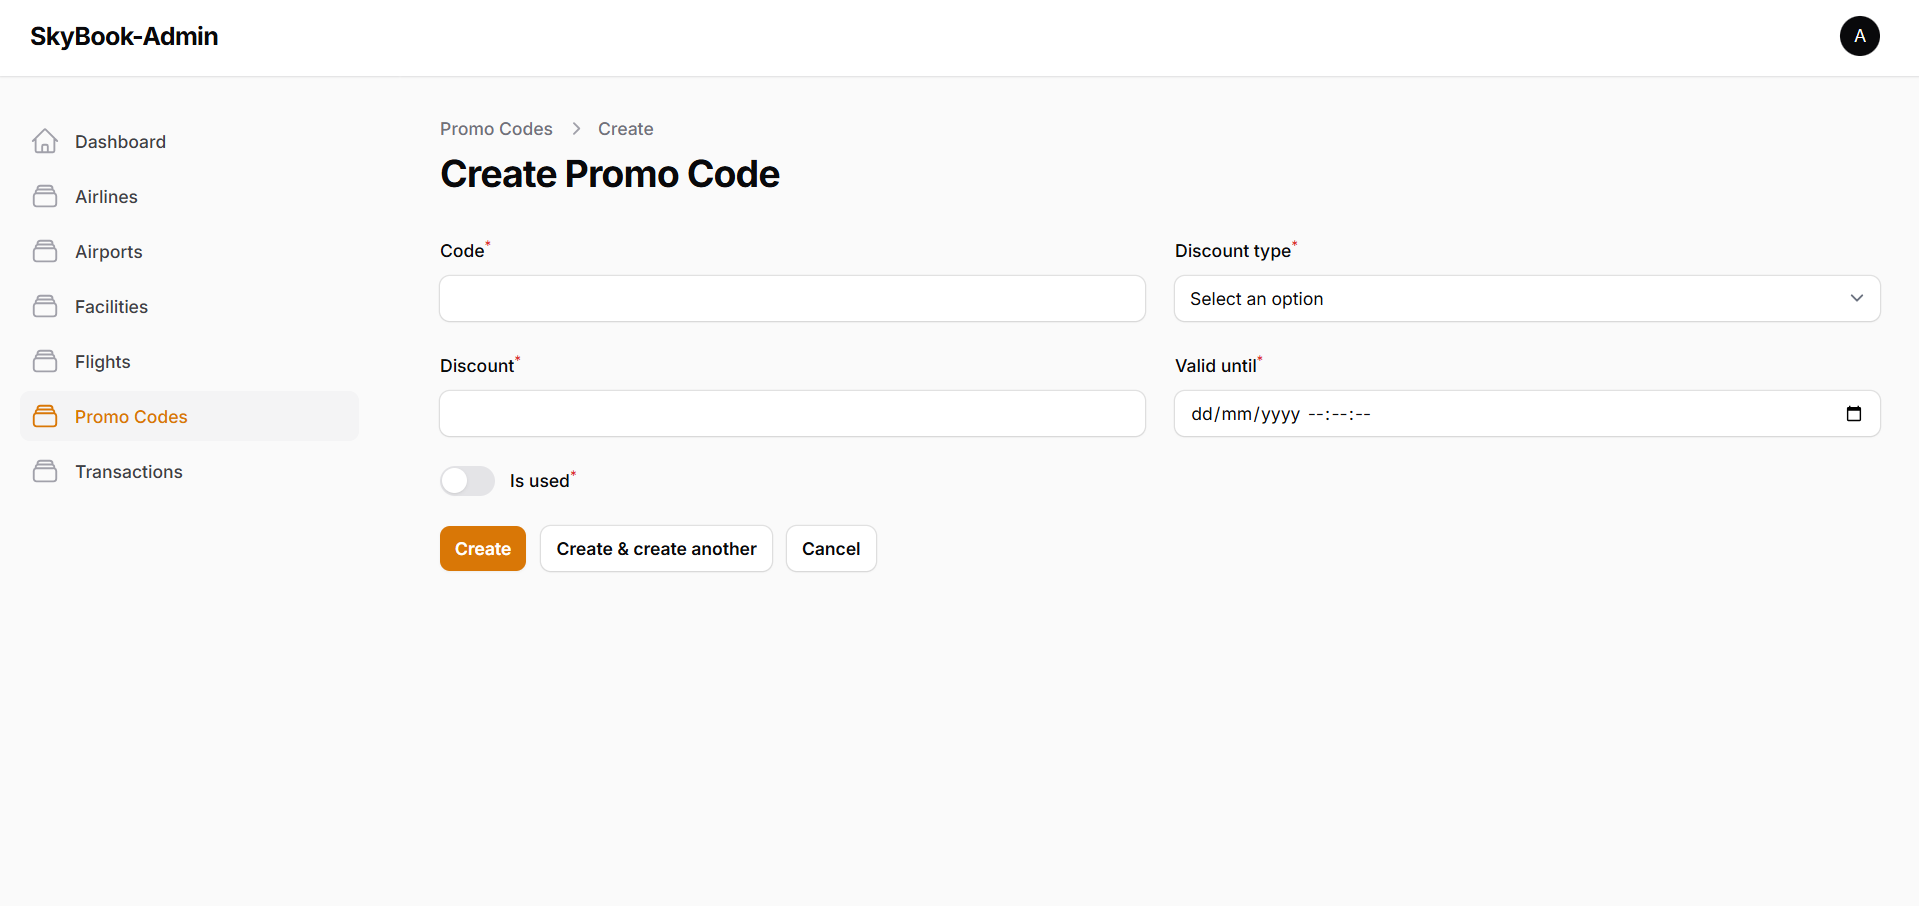 SkyBook-Admin
A
Dashboard
Airlines
Airports
Facilities
Flights
Promo Codes
Transactions
Promo Codes > Create
Create Promo Code
Code*
Discount type*
Select an option
Discount*
Valid until*
dd/mm/yyyy --:--:--
Is used*
Create
Create & create another
Cancel